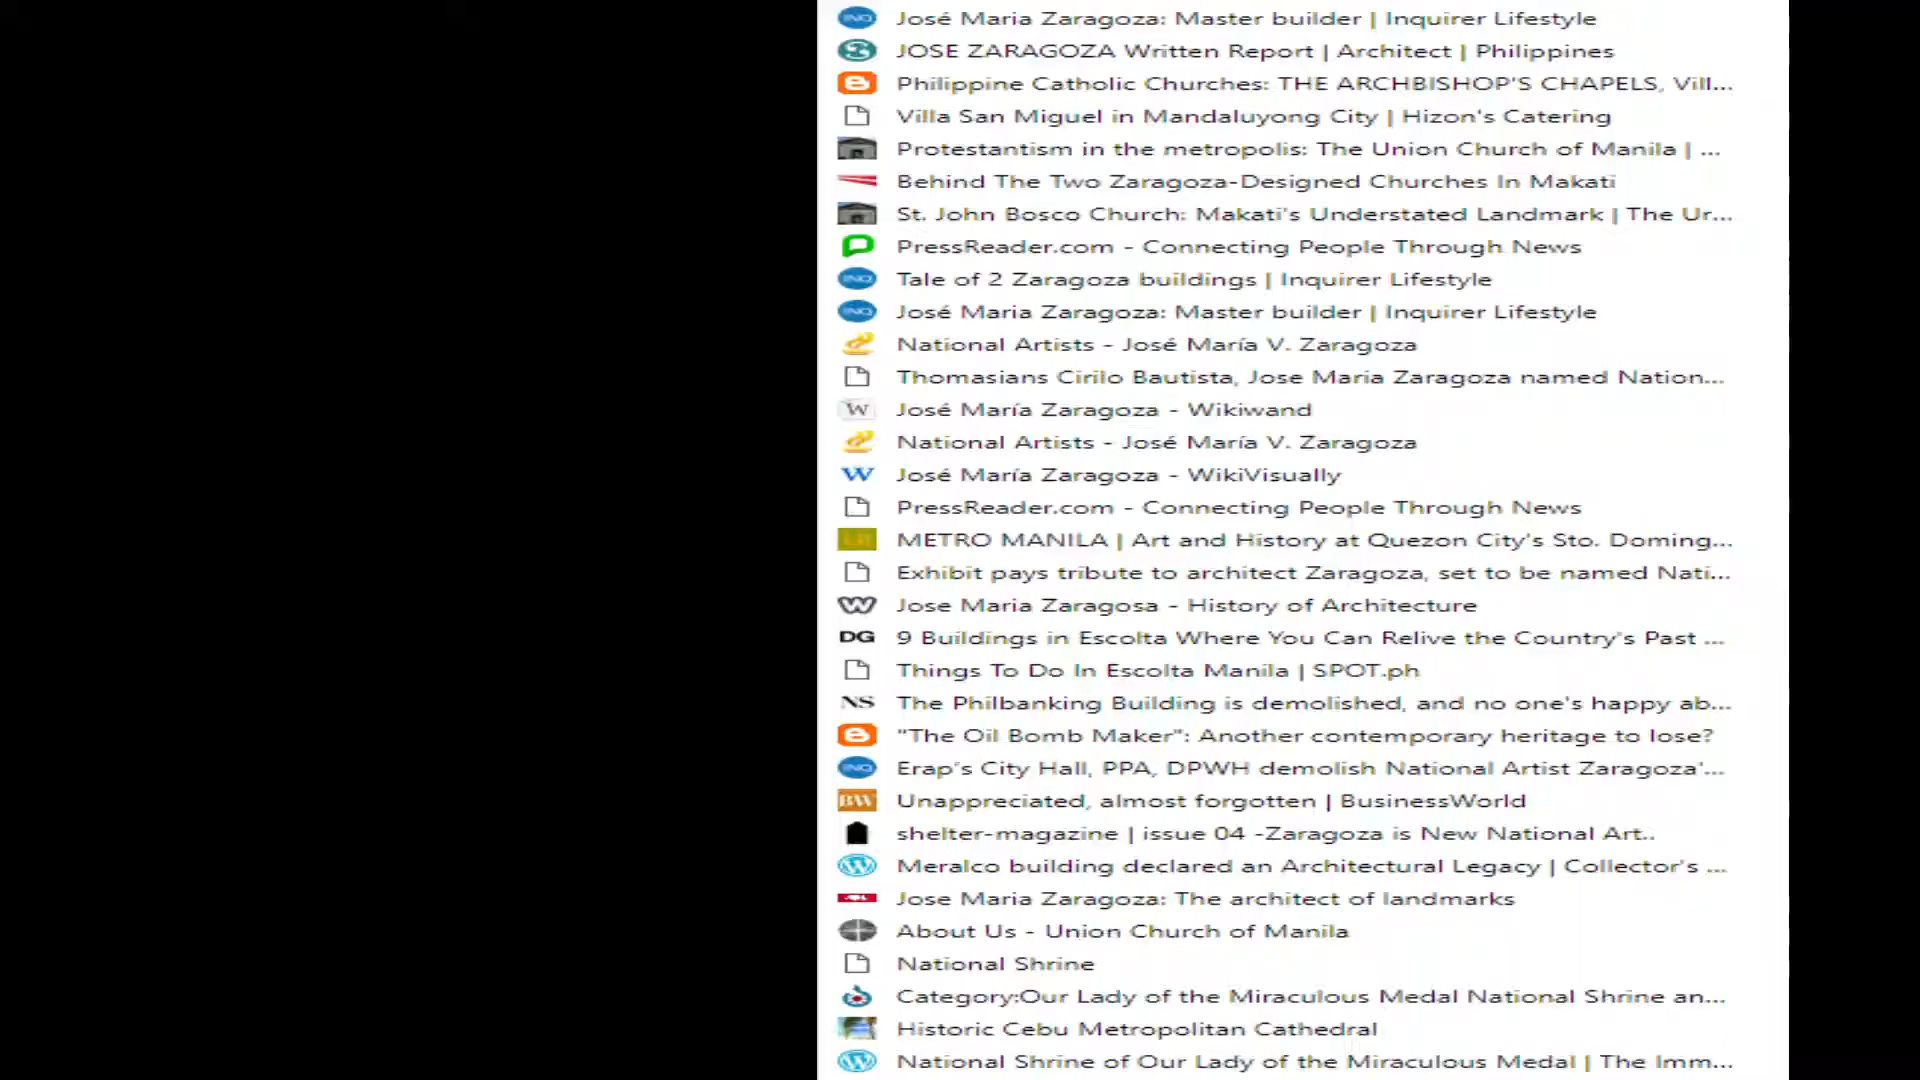 José Maria Zaragoza: Master builder | Inquirer Lifestyle
JOSE ZARAGOZA Written Report | Architect | Philippines
Philippine Catholic Churches: THE ARCHBISHOP'S CHAPELS, Vill...
Villa San Miguel in Mandaluyong City | Hizon's Catering
Protestantism in the metropolis: The Union Church of Manila | ...
Behind The Two Zaragoza-Designed Churches In Makati
St. John Bosco Church: Makati's Understated Landmark | The Ur...
PressReader.com - Connecting People Through News
Tale of 2 Zaragoza buildings | Inquirer Lifestyle
José Maria Zaragoza: Master builder | Inquirer Lifestyle
National Artists - José María V. Zaragoza
Thomasians Cirilo Bautista, Jose Maria Zaragoza named Nation...
W José María Zaragoza - Wikiwand
National Artists - José María V. Zaragoza
W José María Zaragoza - WikiVisually
PressReader.com - Connecting People Through News
METRO MANILA | Art and History at Quezon City's Sto. Doming...
Exhibit pays tribute to architect Zaragoza, set to be named Nati...
Jose Maria Zaragosa - History of Architecture
DG 9 Buildings in Escolta Where You Can Relive the Country's Past ...
Things To Do In Escolta Manila | SPOT.ph
NS The Philbanking Building is demolished, and no one's happy ab...
"The Oil Bomb Maker": Another contemporary heritage to lose?
Erap's City Hall, PPA, DPWH demolish National Artist Zaragoza'...
BW Unappreciated, almost forgotten | BusinessWorld
shelter-magazine | issue 04 -Zaragoza is New National Art..
Meralco building declared an Architectural Legacy | Collector's ...
Jose Maria Zaragoza: The architect of landmarks
About Us - Union Church of Manila
National Shrine
Category:Our Lady of the Miraculous Medal National Shrine an...
Historic Cebu Metropolitan Cathedral
National Shrine of Our Lady of the Miraculous Medal | The Imm...